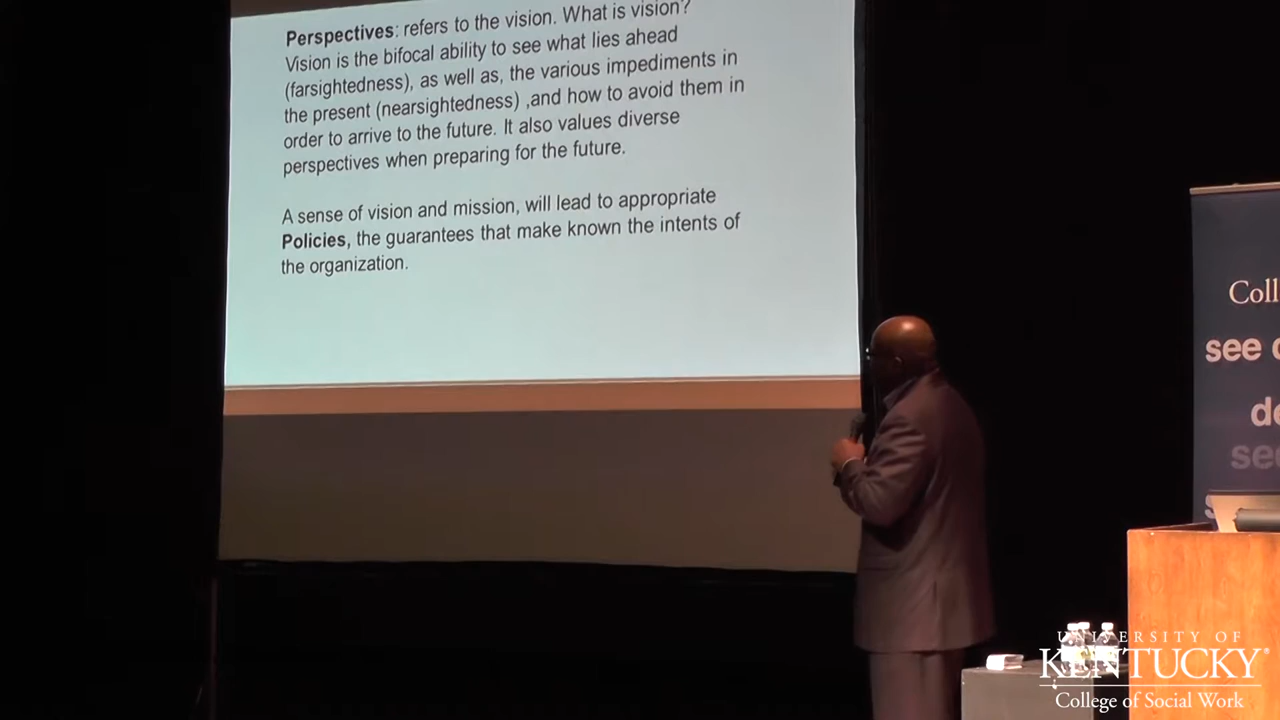 Perspectives: refers to the vision. What is vision?
Vision is the bifocal ability to see what lies ahead
(farsightedness), as well as, the various impediments in
the present (nearsightedness) ,and how to avoid them in
order to arrive to the future. It also values diverse
perspectives when preparing for the future.
A sense of vision and mission, will lead to appropriate
Policies, the guarantees that make known the intents of
the organization.
Coll
see
UNIVERSITY OF
KENTUCKY®
College of Social Work